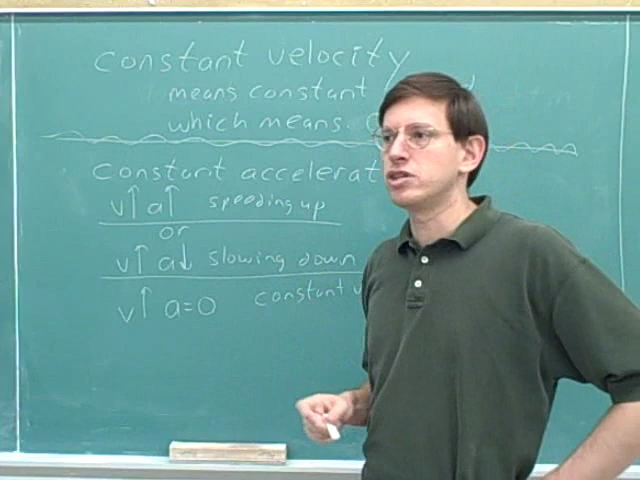 constant velocity
means constant
which means
constant accelerat
v↑ a↑ speeding up
or
v↑ a↓ slowing down
v↑ a=0 constant v